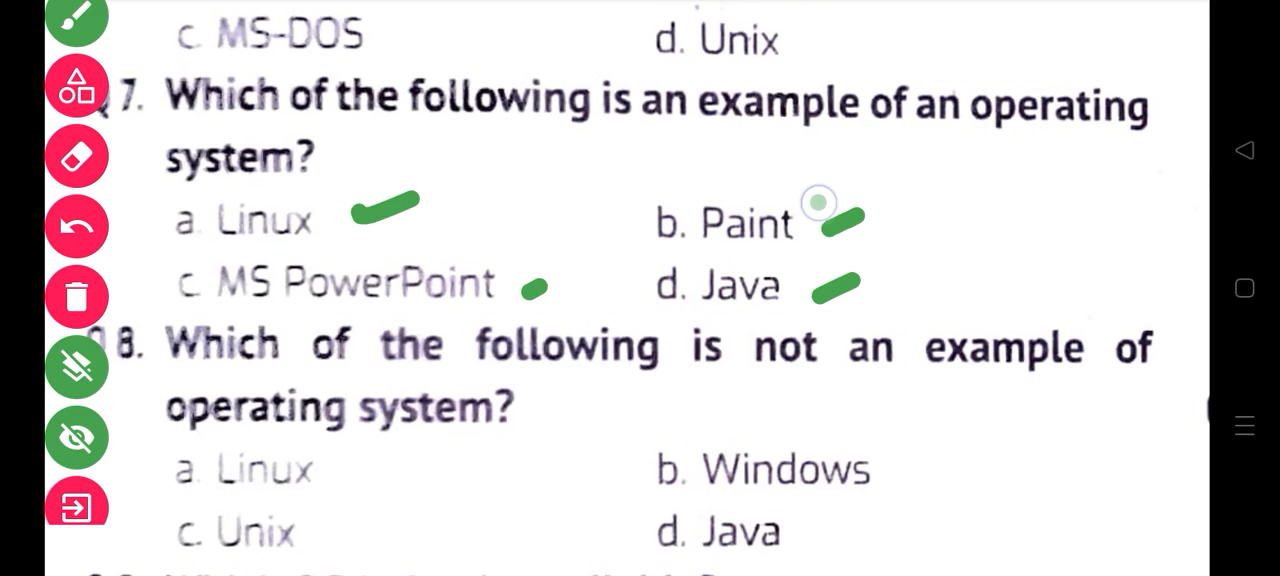 c. MS-DOS d. Unix
7. Which of the following is an example of an operating
system?
a. Linux b. Paint
c. MS PowerPoint d. Java
8. Which of the following is not an example of
operating system?
a. Linux b. Windows
c. Unix d. Java